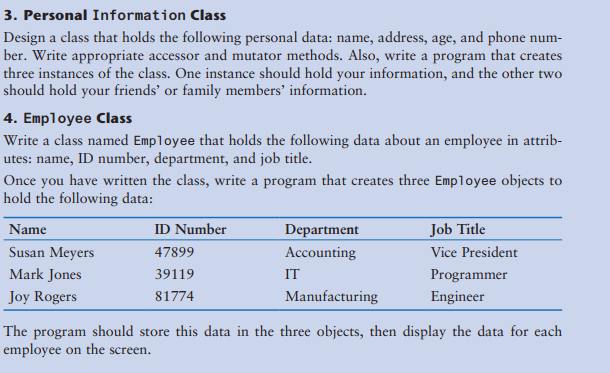 3. Personal Information Class
Design a class that holds the following personal data: name, address, age, and phone num-
ber. Write appropriate accessor and mutator methods. Also, write a program that creates
three instances of the class. One instance should hold your information, and the other two
should hold your friends' or family members' information.
4. Employee Class
Write a class named Employee that holds the following data about an employee in attrib-
utes: name, ID number, department, and job title.
Once you have written the class, write a program that creates three Employee objects to
hold the following data:
Name ID Number Department Job Title
Susan Meyers 47899 Accounting Vice President
Mark Jones 39119 IT Programmer
Joy Rogers 81774 Manufacturing Engineer
The program should store this data in the three objects, then display the data for each
employee on the screen.